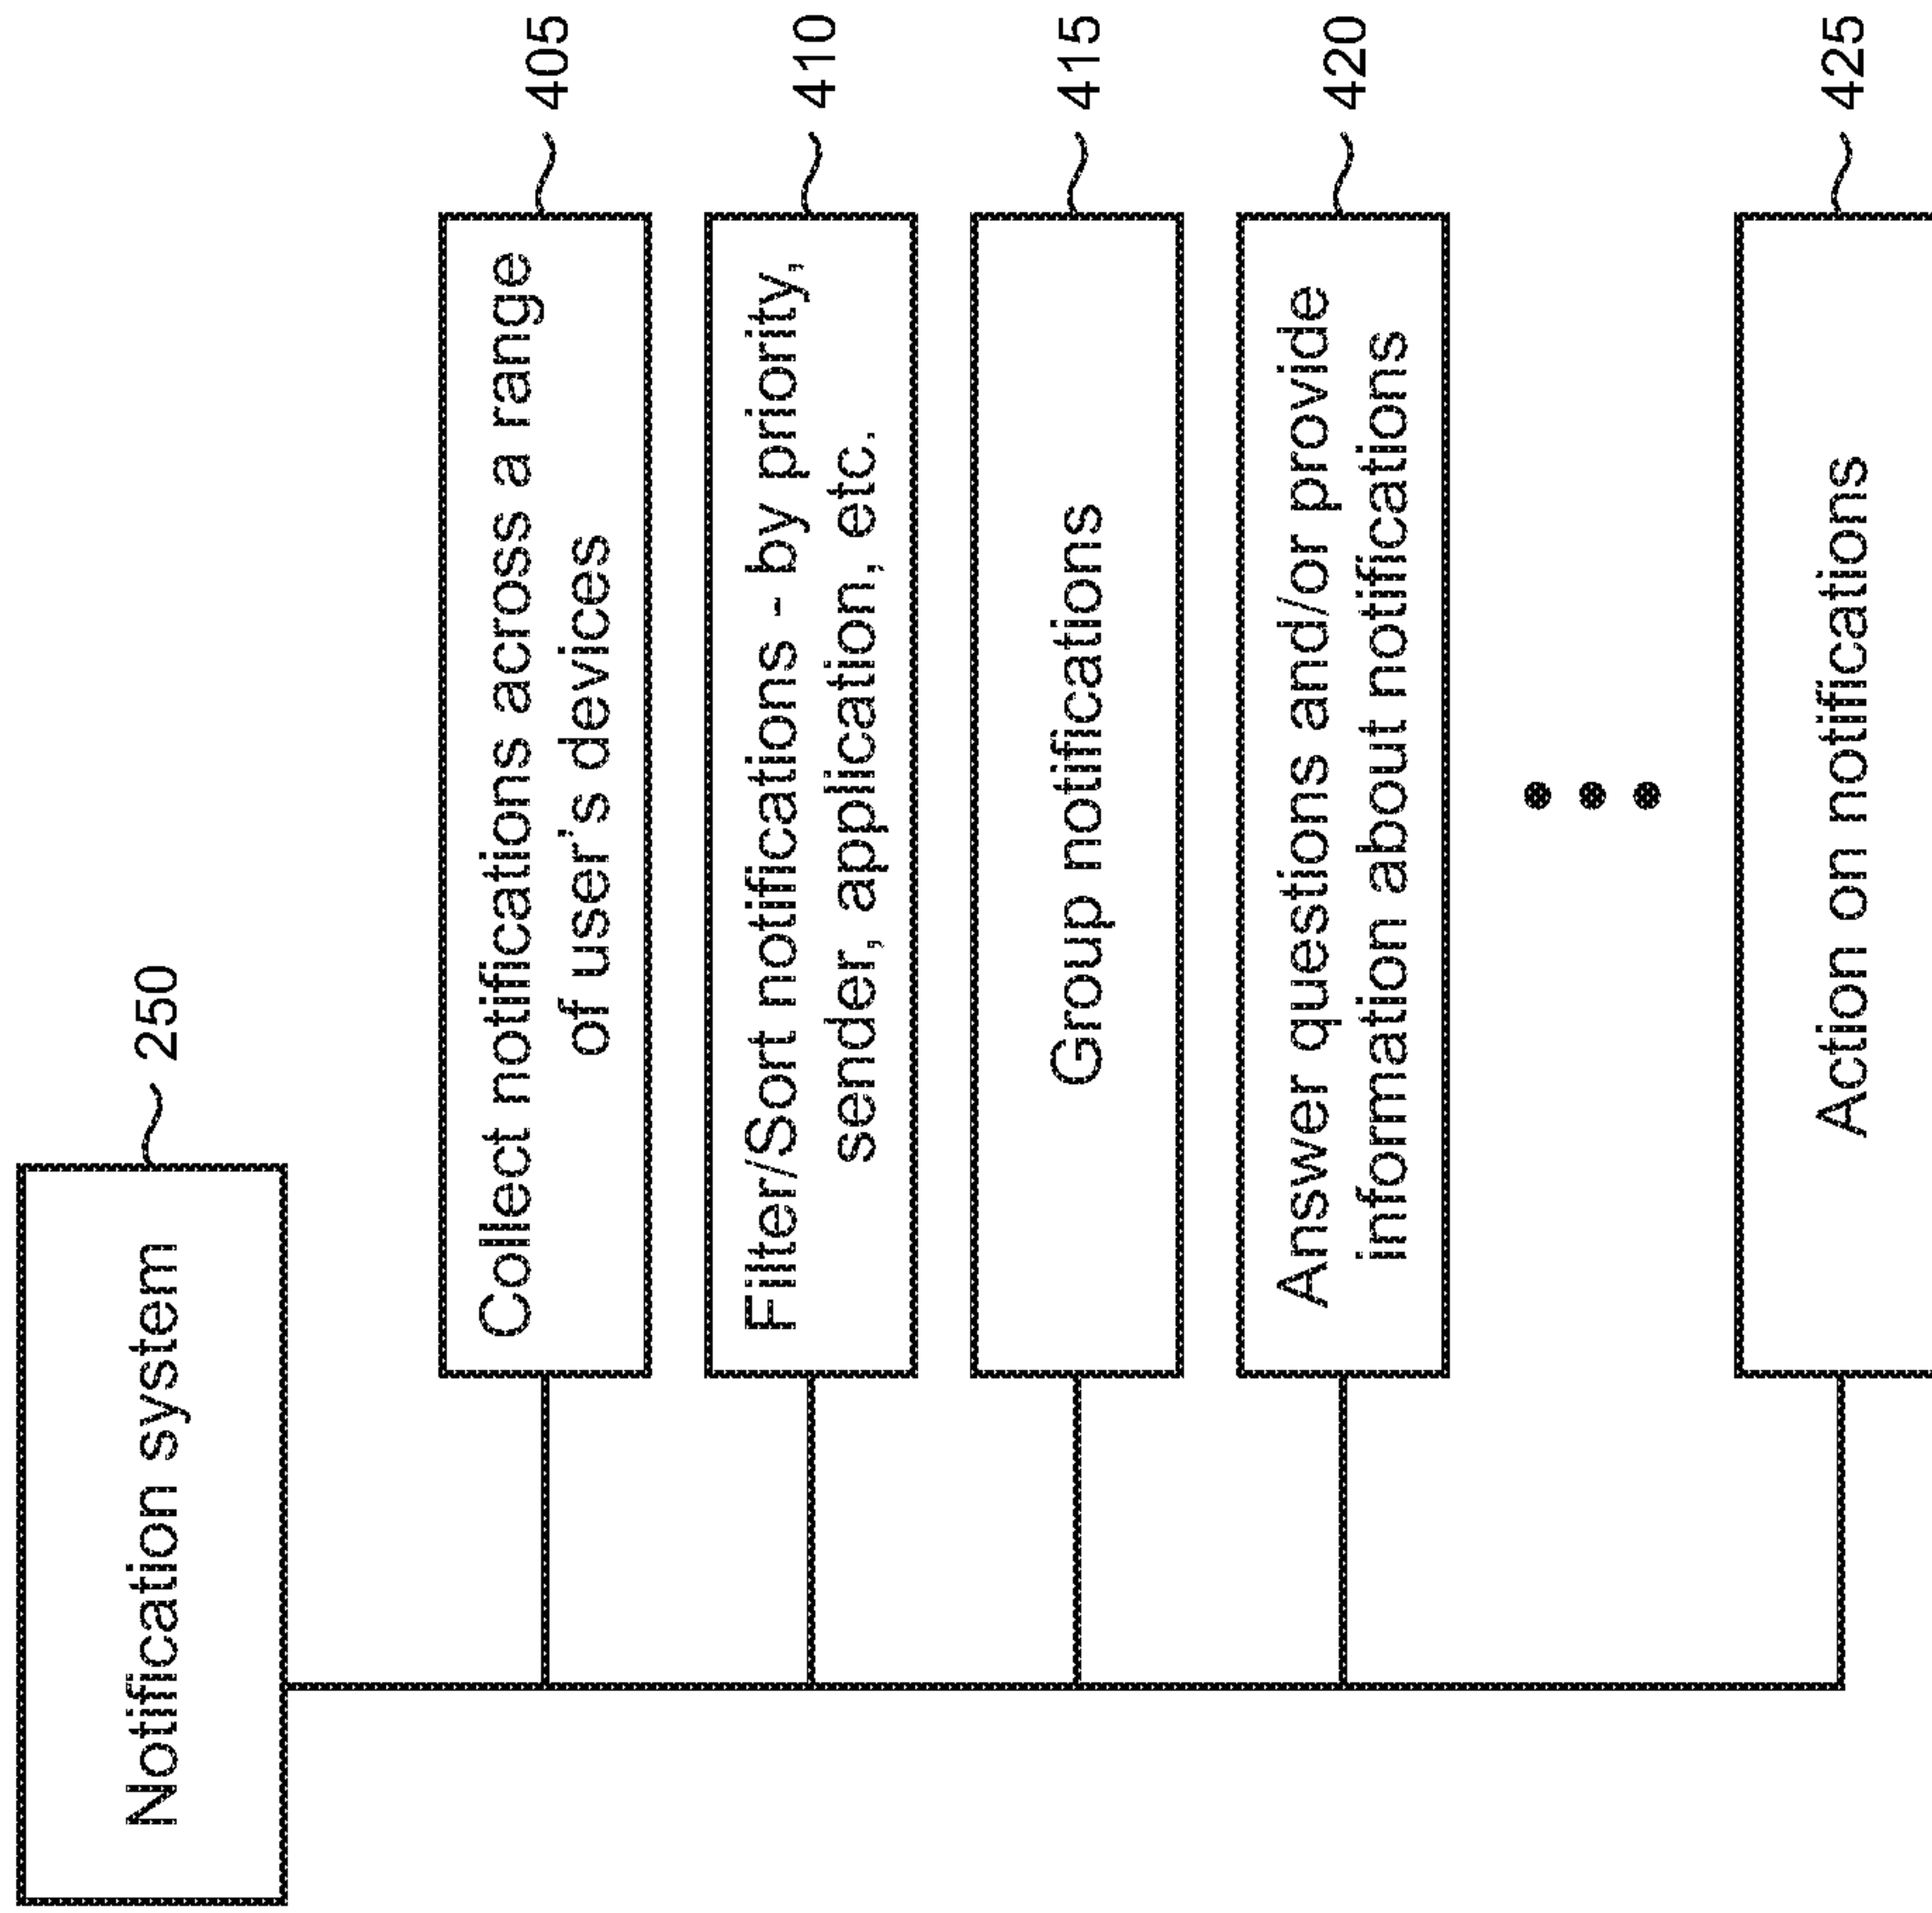 Notification system
250
Collect notifications across a range
of user's devices
405
Filter/Sort notifications - by priority,
sender, application, etc.
410
Group notifications
415
Answer questions and/or provide
information about notifications
420
Action on notifications
425